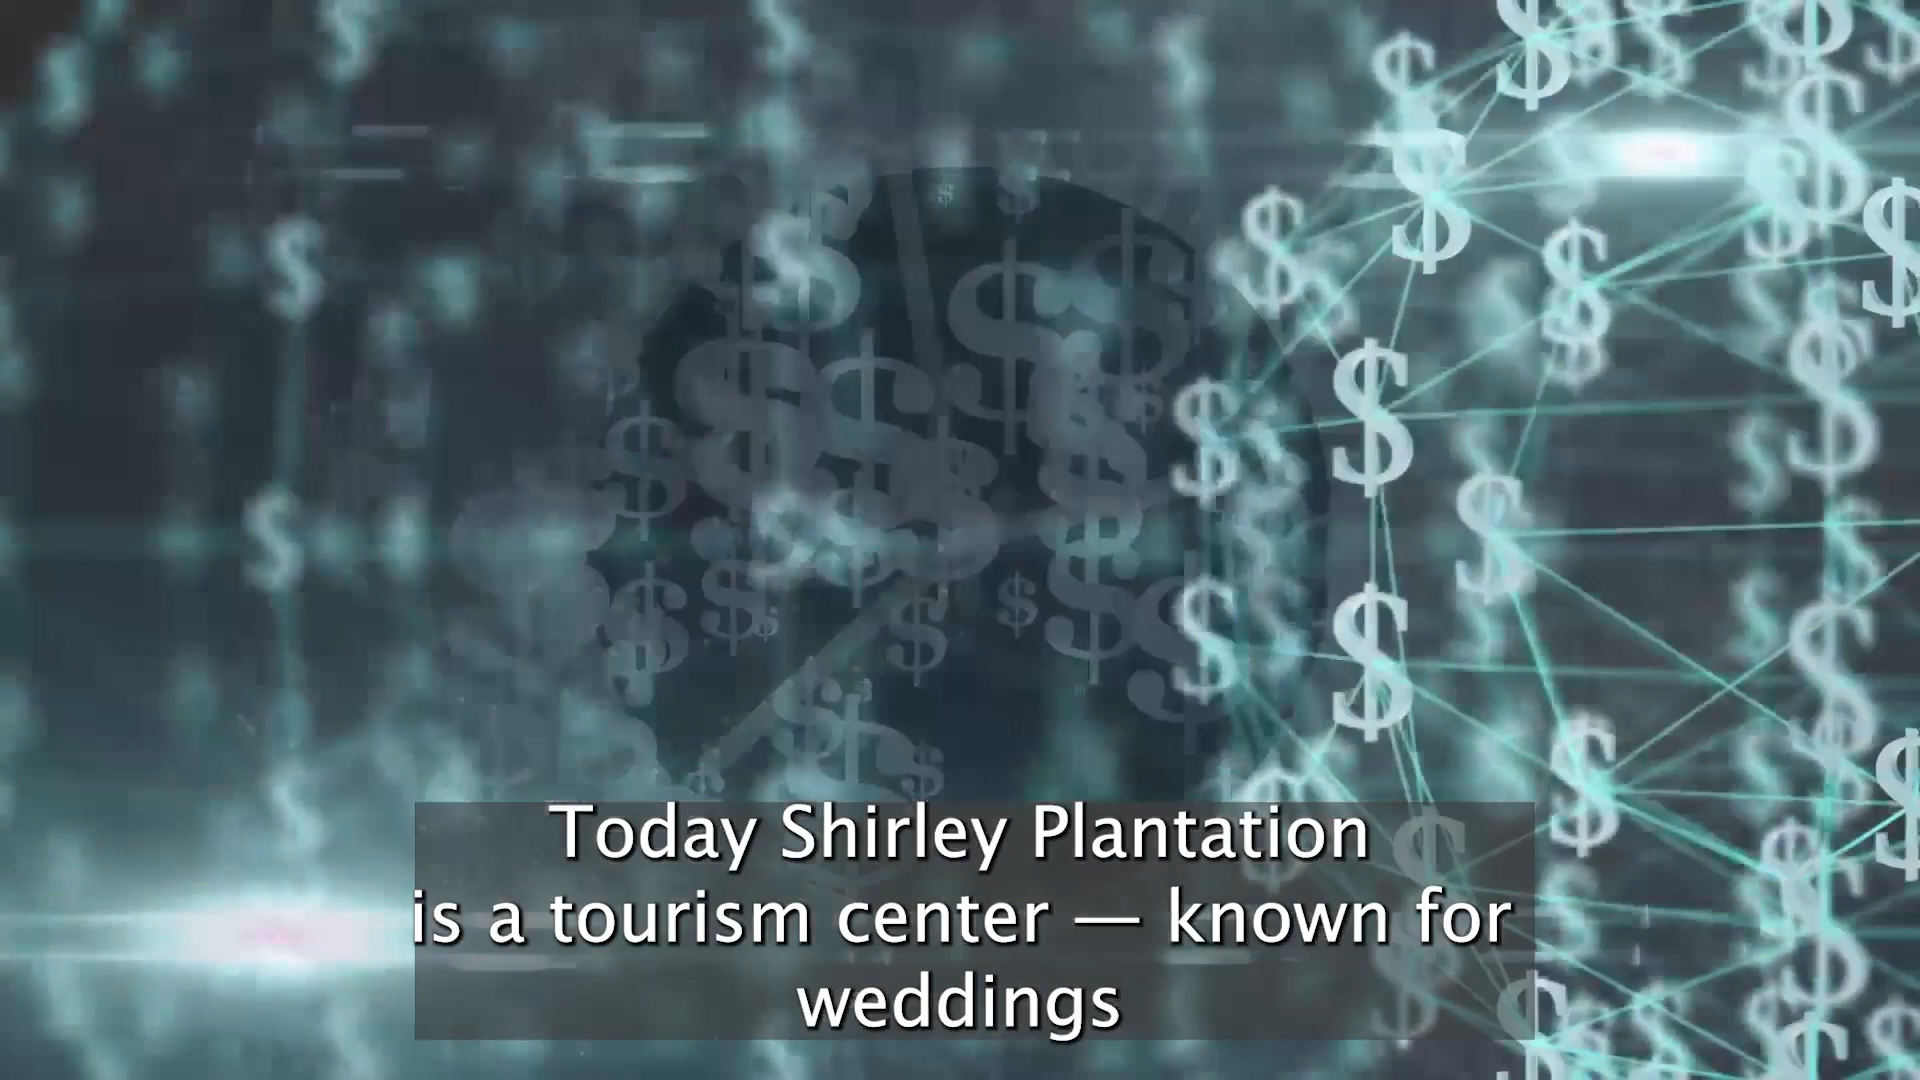 Today Shirley Plantation
is a tourism center — known for
weddings